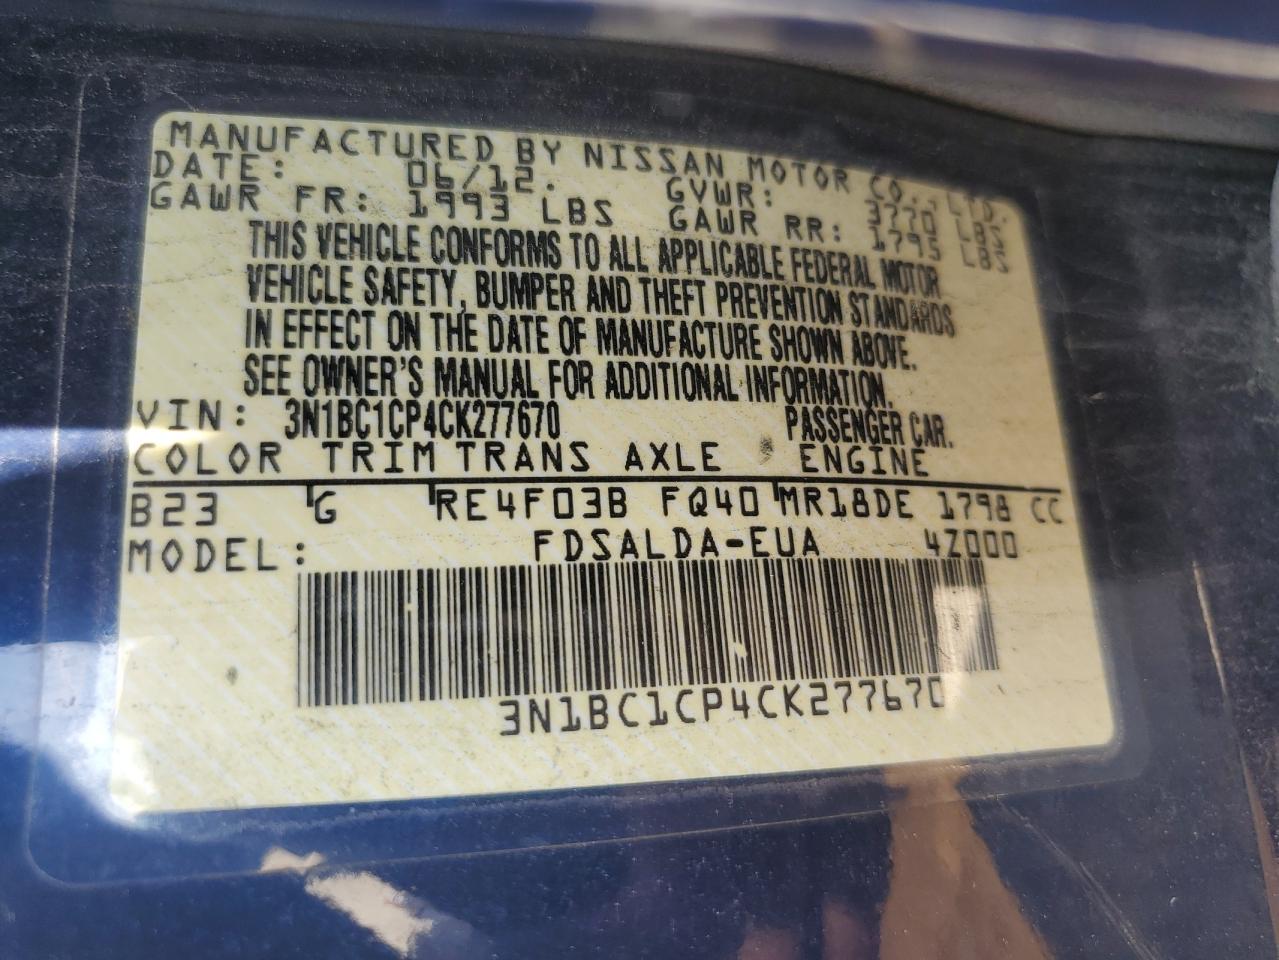 MANUFACTURED BY NISSAN MOTOR CO., LTD.
DATE: 06/12. GVWR: 3770 LBS
GAWR FR: 1993 LBS GAWR RR: 1795 LBS
THIS VEHICLE CONFORMS TO ALL APPLICABLE FEDERAL MOTOR
VEHICLE SAFETY, BUMPER AND THEFT PREVENTION STANDARDS
IN EFFECT ON THE DATE OF MANUFACTURE SHOWN ABOVE.
SEE OWNER'S MANUAL FOR ADDITIONAL INFORMATION.
VIN: 3N1BC1CP4CK277670 PASSENGER CAR.
COLOR TRIM TRANS AXLE ENGINE
B23 G RE4F03B FQ40 MR18DE 1798 CC
MODEL: FDSALDA-EUA 4Z000
3N1BC1CP4CK277670